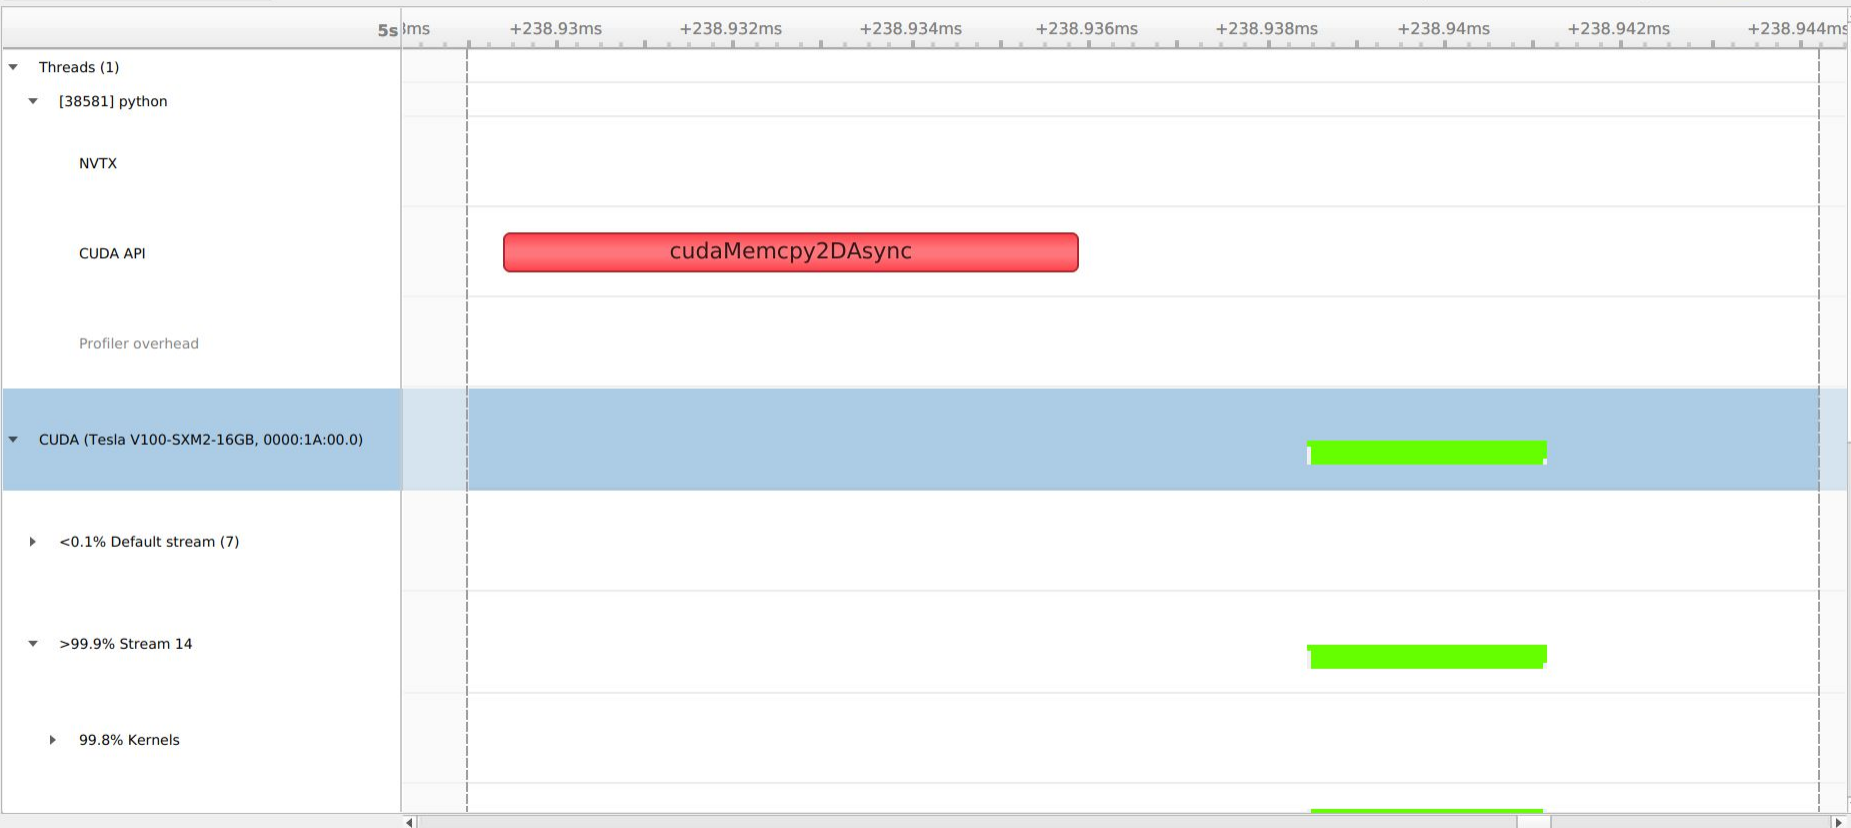 5s 3ms +238.93ms +238.932ms +238.934ms +238.936ms +238.938ms +238.94ms +238.942ms +238.944ms
Threads (1)
[38581] python
NVTX
CUDA API
cudaMemcpy2DAsync
Profiler overhead
CUDA (Tesla V100-SXM2-16GB, 0000:1A:00.0)
<0.1% Default stream (7)
>99.9% Stream 14
99.8% Kernels